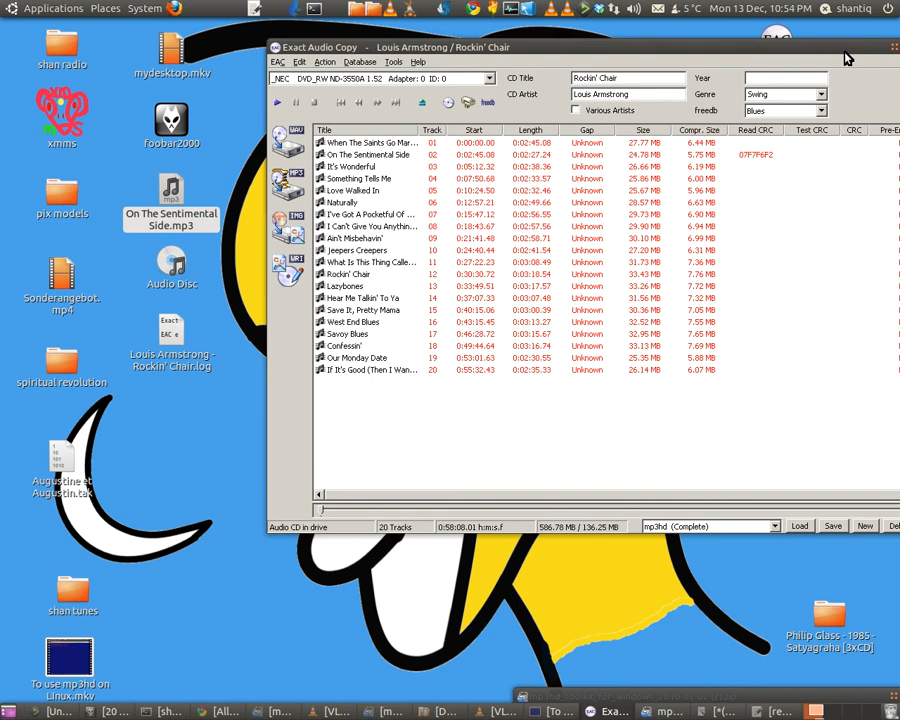 Applications Places System
5 °C Mon 13 Dec, 10:54 PM shantiq
shan radio
mydesktop.mkv
xmms
foobar2000
pix models
mp3
On The Sentimental
Side.mp3
Sonderangebot.
mp4
Audio Disc
Exact
EAC e
Louis Armstrong -
Rockin' Chair.log
spiritual revolution
Augustine et
Augustin.tak
shan tunes
To use mp3hd on
Linux.mkv
Philip Glass - 1985 -
Satyagraha [3xCD]
Exact Audio Copy - Louis Armstrong / Rockin' Chair
EAC Edit Action Database Tools Help
_NEC DVD_RW ND-3550A 1.52 Adapter: 0 ID: 0
CD Title Rockin' Chair Year
CD Artist Louis Armstrong Genre Swing
Various Artists freedb Blues
freedb
WAV
MP3
IMG
WRI
Title Track Start Length Gap Size Compr. Size Read CRC Test CRC CRC Pre-E
When The Saints Go Mar... 01 0:00:00.00 0:02:45.08 Unknown 27.77 MB 6.44 MB
On The Sentimental Side 02 0:02:45.08 0:02:27.24 Unknown 24.78 MB 5.75 MB 07F7F6F2
It's Wonderful 03 0:05:12.32 0:02:38.36 Unknown 26.66 MB 6.19 MB
Something Tells Me 04 0:07:50.68 0:02:33.57 Unknown 25.86 MB 6.00 MB
Love Walked In 05 0:10:24.50 0:02:32.46 Unknown 25.67 MB 5.96 MB
Naturally 06 0:12:57.21 0:02:49.66 Unknown 28.57 MB 6.63 MB
I've Got A Pocketful Of ... 07 0:15:47.12 0:02:56.55 Unknown 29.73 MB 6.90 MB
I Can't Give You Anythin... 08 0:18:43.67 0:02:57.56 Unknown 29.90 MB 6.94 MB
Ain't Misbehavin' 09 0:21:41.48 0:02:58.71 Unknown 30.10 MB 6.99 MB
Jeepers Creepers 10 0:24:40.44 0:02:41.54 Unknown 27.20 MB 6.31 MB
What Is This Thing Calle... 11 0:27:22.23 0:03:08.49 Unknown 31.73 MB 7.36 MB
Rockin' Chair 12 0:30:30.72 0:03:18.54 Unknown 33.43 MB 7.76 MB
Lazybones 13 0:33:49.51 0:03:17.57 Unknown 33.26 MB 7.72 MB
Hear Me Talkin' To Ya 14 0:37:07.33 0:03:07.48 Unknown 31.56 MB 7.32 MB
Save It, Pretty Mama 15 0:40:15.06 0:03:00.39 Unknown 30.36 MB 7.05 MB
West End Blues 16 0:43:15.45 0:03:13.27 Unknown 32.52 MB 7.55 MB
Savoy Blues 17 0:46:28.72 0:03:15.67 Unknown 32.95 MB 7.65 MB
Confessin' 18 0:49:44.64 0:03:16.74 Unknown 33.13 MB 7.69 MB
Our Monday Date 19 0:53:01.63 0:02:30.55 Unknown 25.35 MB 5.88 MB
If It's Good (Then I Wan... 20 0:55:32.43 0:02:35.33 Unknown 26.14 MB 6.07 MB
Audio CD in drive 20 Tracks 0:58:08.01 h:m:s.f 586.78 MB / 136.25 MB mp3hd (Complete) Load Save New Del
[Un... [20 ... [sh... [All... [m... [VL... [m... [D... [VL... [To ... Exa... mp... [*(... [re...